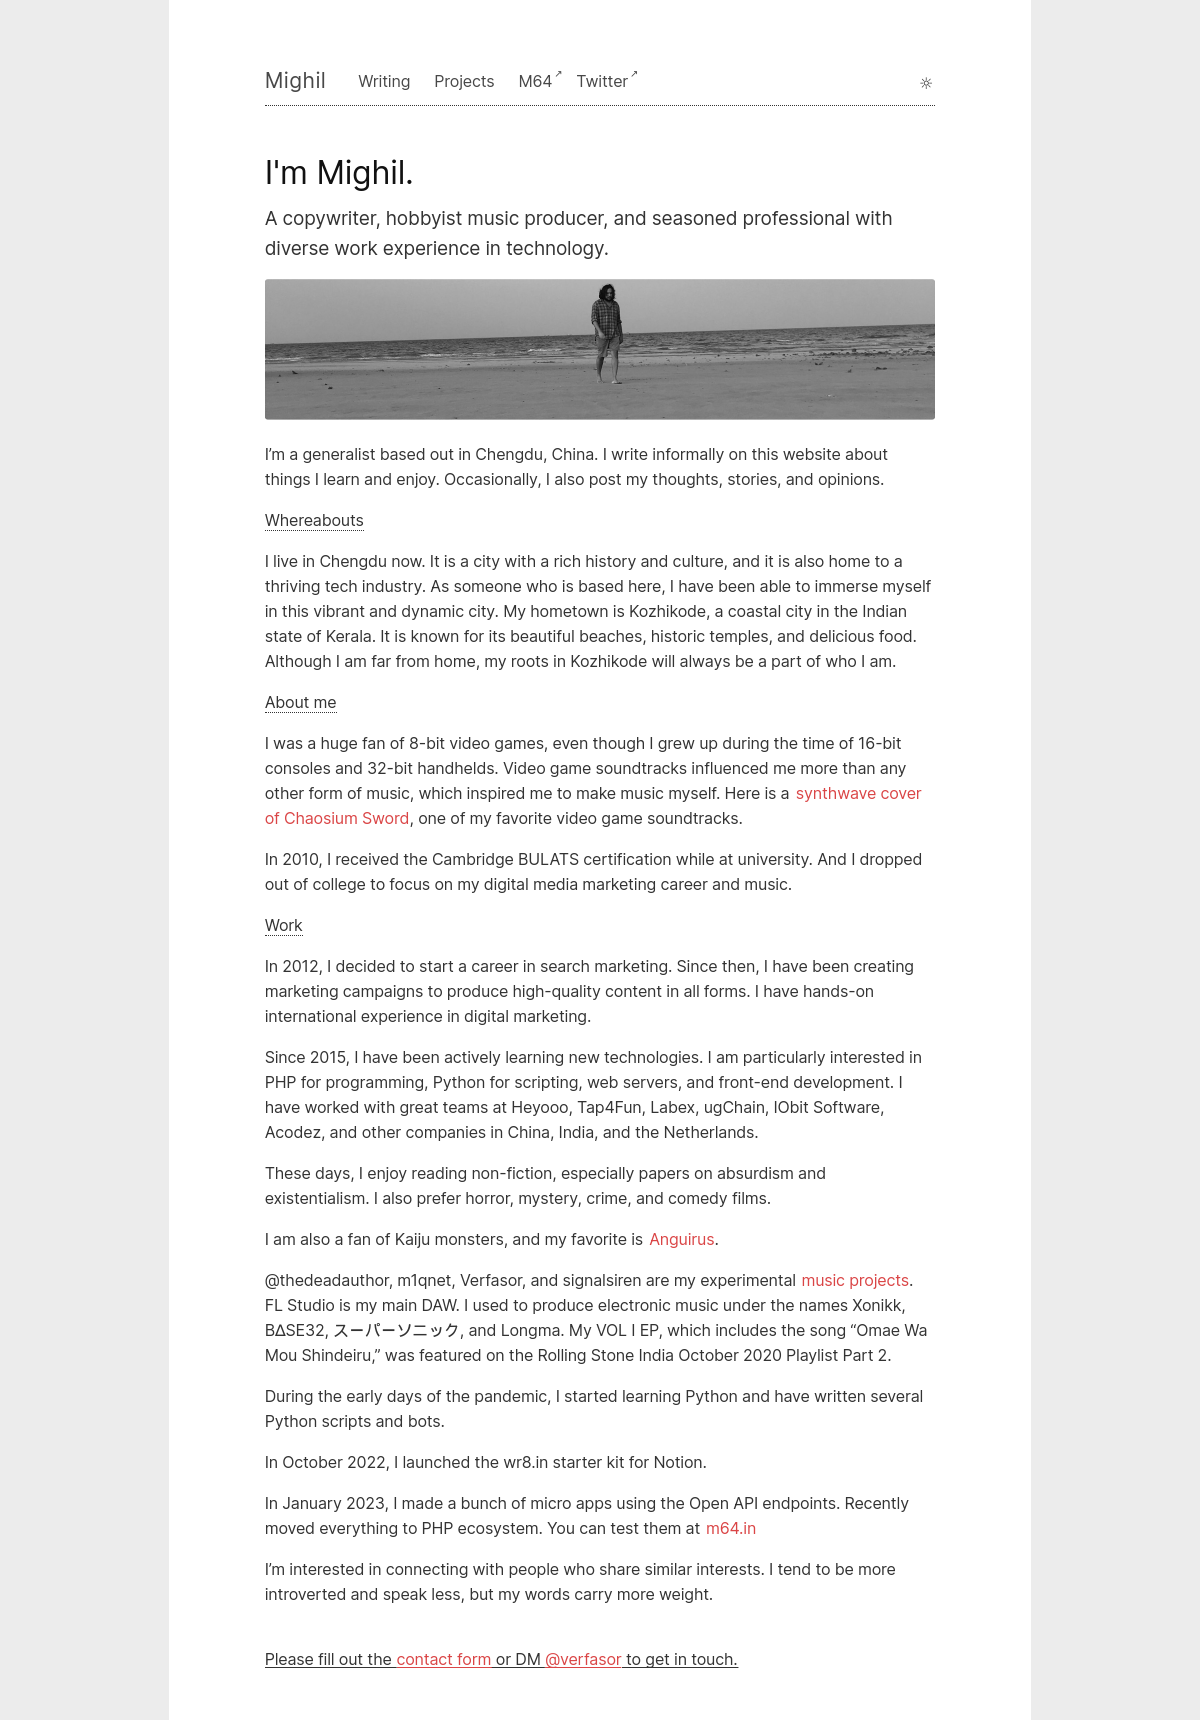 Mighil Writing Projects M64↗ Twitter↗
I'm Mighil.
A copywriter, hobbyist music producer, and seasoned professional with
diverse work experience in technology.
I’m a generalist based out in Chengdu, China. I write informally on this website about
things I learn and enjoy. Occasionally, I also post my thoughts, stories, and opinions.
Whereabouts
I live in Chengdu now. It is a city with a rich history and culture, and it is also home to a
thriving tech industry. As someone who is based here, I have been able to immerse myself
in this vibrant and dynamic city. My hometown is Kozhikode, a coastal city in the Indian
state of Kerala. It is known for its beautiful beaches, historic temples, and delicious food.
Although I am far from home, my roots in Kozhikode will always be a part of who I am.
About me
I was a huge fan of 8-bit video games, even though I grew up during the time of 16-bit
consoles and 32-bit handhelds. Video game soundtracks influenced me more than any
other form of music, which inspired me to make music myself. Here is a synthwave cover
of Chaosium Sword, one of my favorite video game soundtracks.
In 2010, I received the Cambridge BULATS certification while at university. And I dropped
out of college to focus on my digital media marketing career and music.
Work
In 2012, I decided to start a career in search marketing. Since then, I have been creating
marketing campaigns to produce high-quality content in all forms. I have hands-on
international experience in digital marketing.
Since 2015, I have been actively learning new technologies. I am particularly interested in
PHP for programming, Python for scripting, web servers, and front-end development. I
have worked with great teams at Heyooo, Tap4Fun, Labex, ugChain, IObit Software,
Acodez, and other companies in China, India, and the Netherlands.
These days, I enjoy reading non-fiction, especially papers on absurdism and
existentialism. I also prefer horror, mystery, crime, and comedy films.
I am also a fan of Kaiju monsters, and my favorite is Anguirus.
@thedeadauthor, m1qnet, Verfasor, and signalsiren are my experimental music projects.
FL Studio is my main DAW. I used to produce electronic music under the names Xonikk,
BΔSE32, スーパーソニック, and Longma. My VOL I EP, which includes the song “Omae Wa
Mou Shindeiru,” was featured on the Rolling Stone India October 2020 Playlist Part 2.
During the early days of the pandemic, I started learning Python and have written several
Python scripts and bots.
In October 2022, I launched the wr8.in starter kit for Notion.
In January 2023, I made a bunch of micro apps using the Open API endpoints. Recently
moved everything to PHP ecosystem. You can test them at m64.in
I’m interested in connecting with people who share similar interests. I tend to be more
introverted and speak less, but my words carry more weight.
Please fill out the contact form or DM @verfasor to get in touch.